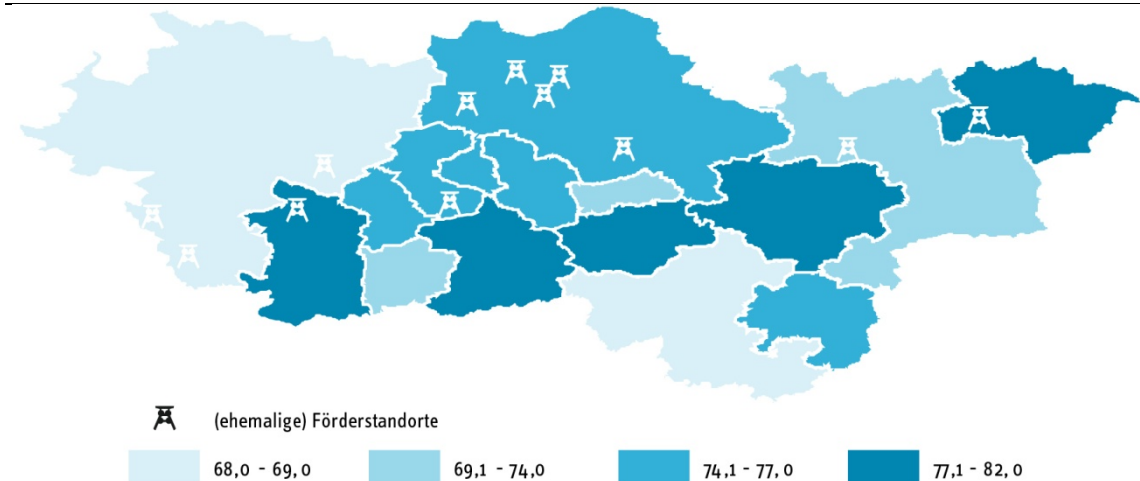 (ehemalige) Förderstandorte
68,0 - 69,0 69,1 - 74,0 74,1 - 77,0 77,1 - 82,0